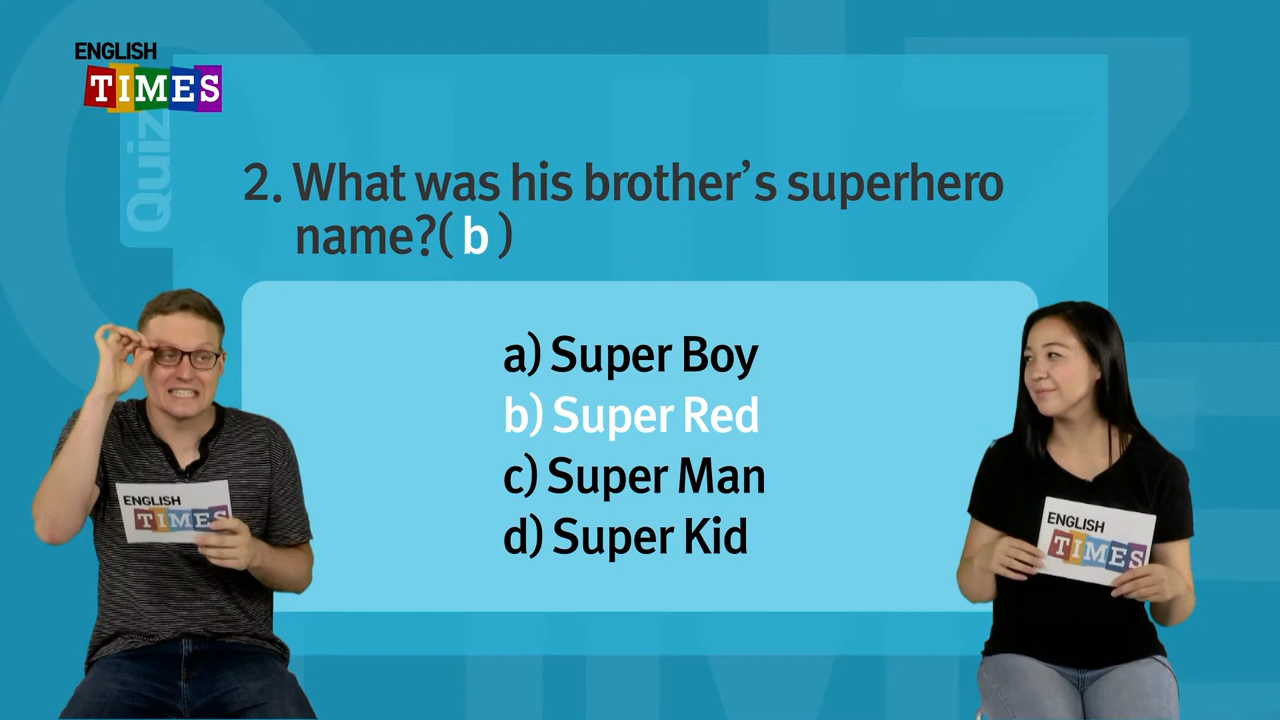 ENGLISH
TIMES
Quiz
2. What was his brother's superhero
name?( b )
a) Super Boy
b) Super Red
c) Super Man
d) Super Kid
ENGLISH
TIMES
ENGLISH
TIMES